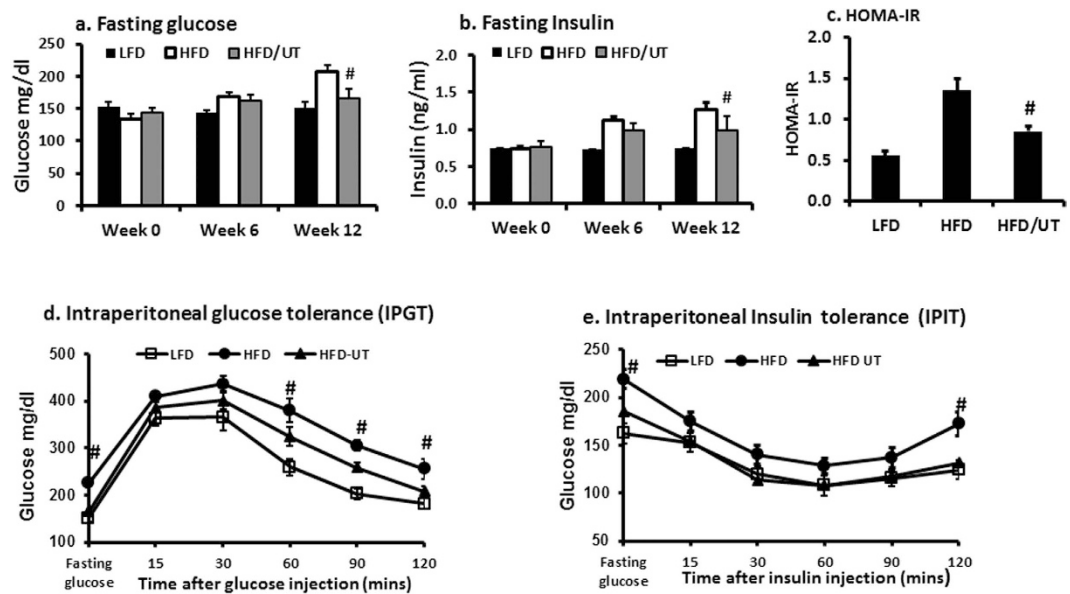 a. Fasting glucose
LFD HFD HFD/UT
Glucose mg/dl
250
200
150
100
50
0
#
Week 0 Week 6 Week 12
b. Fasting Insulin
LFD HFD HFD/UT
Insulin (ng/ml)
2.0
1.5
1.0
0.5
0.0
#
Week 0 Week 6 Week 12
c. HOMA-IR
HOMA-IR
2.0
1.5
1.0
0.5
0.0
#
LFD HFD HFD/UT
d. Intraperitoneal glucose tolerance (IPGT)
LFD HFD HFD-UT
Glucose mg/dl
500
400
300
200
100
# # # #
Fasting glucose 15 30 60 90 120
Time after glucose injection (mins)
e. Intraperitoneal Insulin tolerance (IPIT)
LFD HFD HFD UT
Glucose mg/dl
250
200
150
100
50
# #
Fasting glucose 15 30 60 90 120
Time after insulin injection (mins)